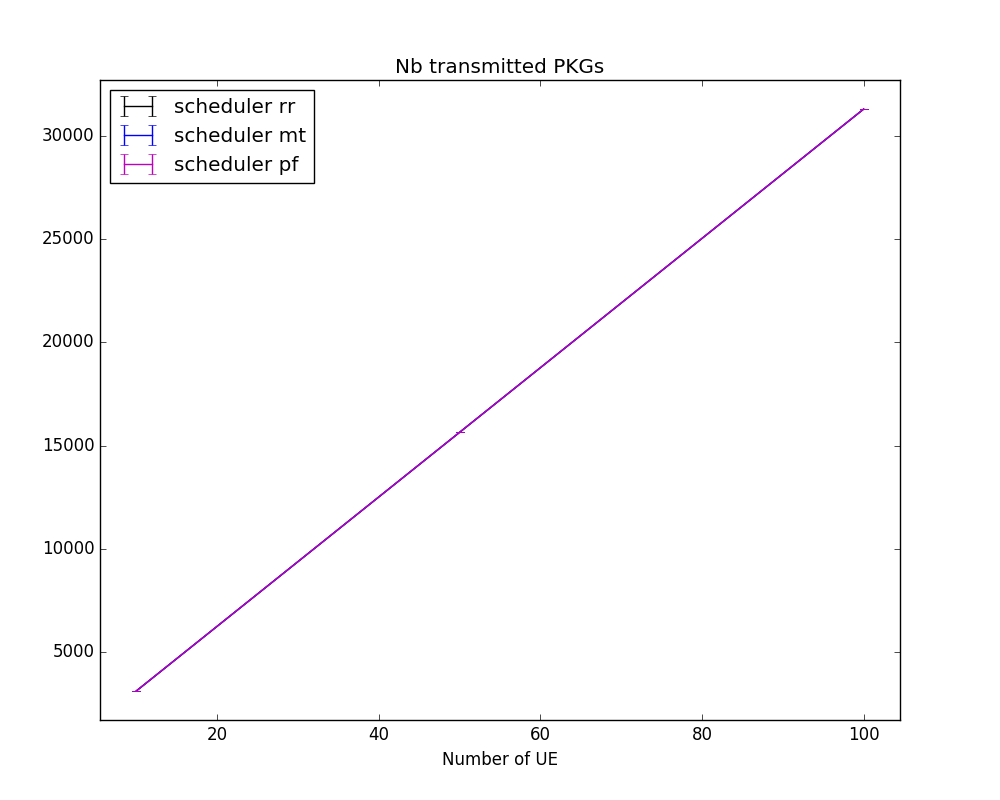 Nb transmitted PKGs
scheduler rr
scheduler mt
scheduler pf
30000
25000
20000
15000
10000
5000
20
40
60
80
100
Number of UE